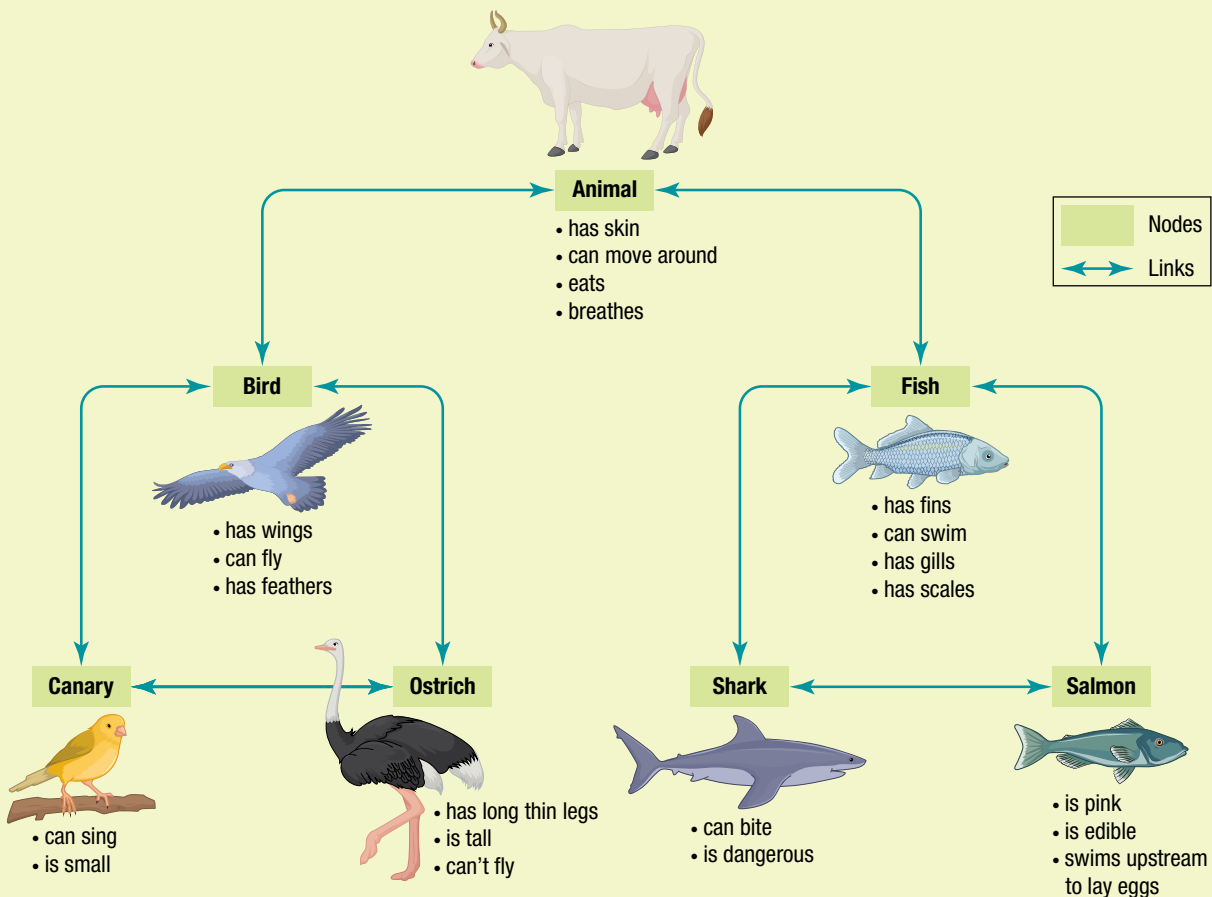 Animal
• has skin
• can move around
• eats
• breathes
Nodes
Links
Bird
• has wings
• can fly
• has feathers
Fish
• has fins
• can swim
• has gills
• has scales
Canary
• can sing
• is small
Ostrich
• has long thin legs
• is tall
• can't fly
Shark
• can bite
• is dangerous
Salmon
• is pink
• is edible
• swims upstream
to lay eggs